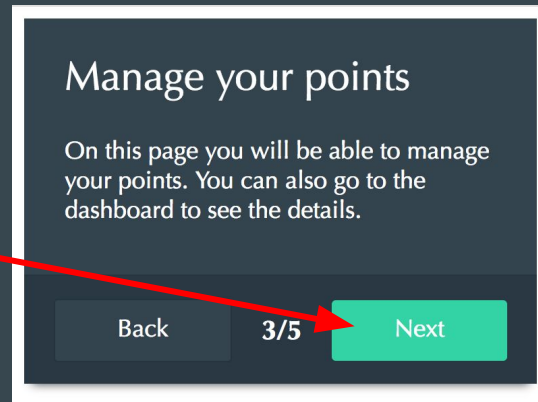 Manage your points
On this page you will be able to manage
your points. You can also go to the
dashboard to see the details.
Back 3/5 Next